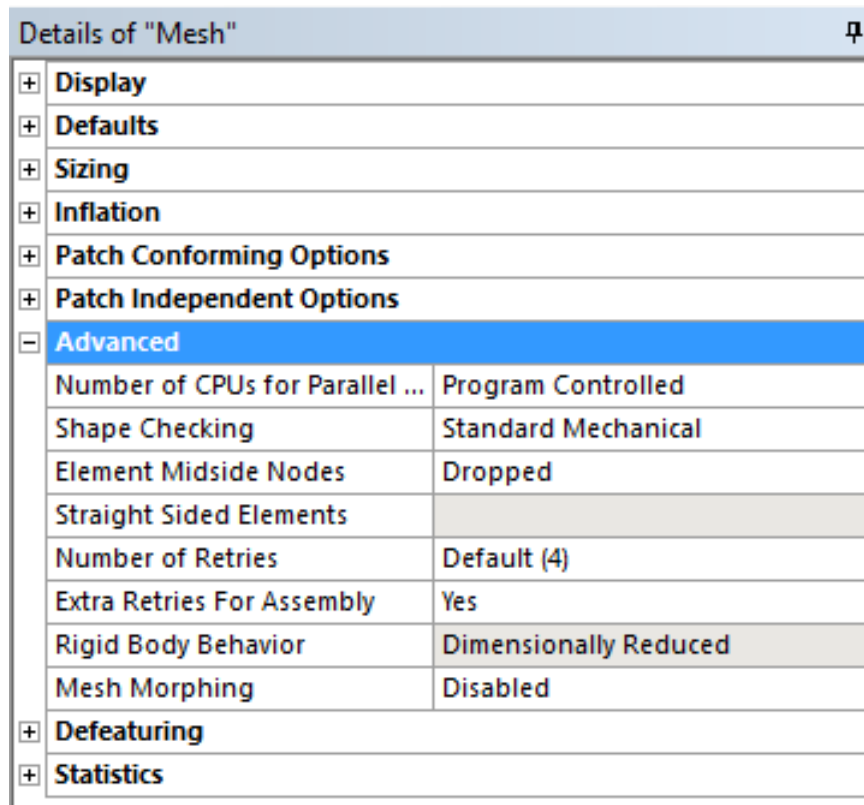 Details of "Mesh"
Display
Defaults
Sizing
Inflation
Patch Conforming Options
Patch Independent Options
Advanced
Number of CPUs for Parallel ... Program Controlled
Shape Checking Standard Mechanical
Element Midside Nodes Dropped
Straight Sided Elements
Number of Retries Default (4)
Extra Retries For Assembly Yes
Rigid Body Behavior Dimensionally Reduced
Mesh Morphing Disabled
Defeaturing
Statistics